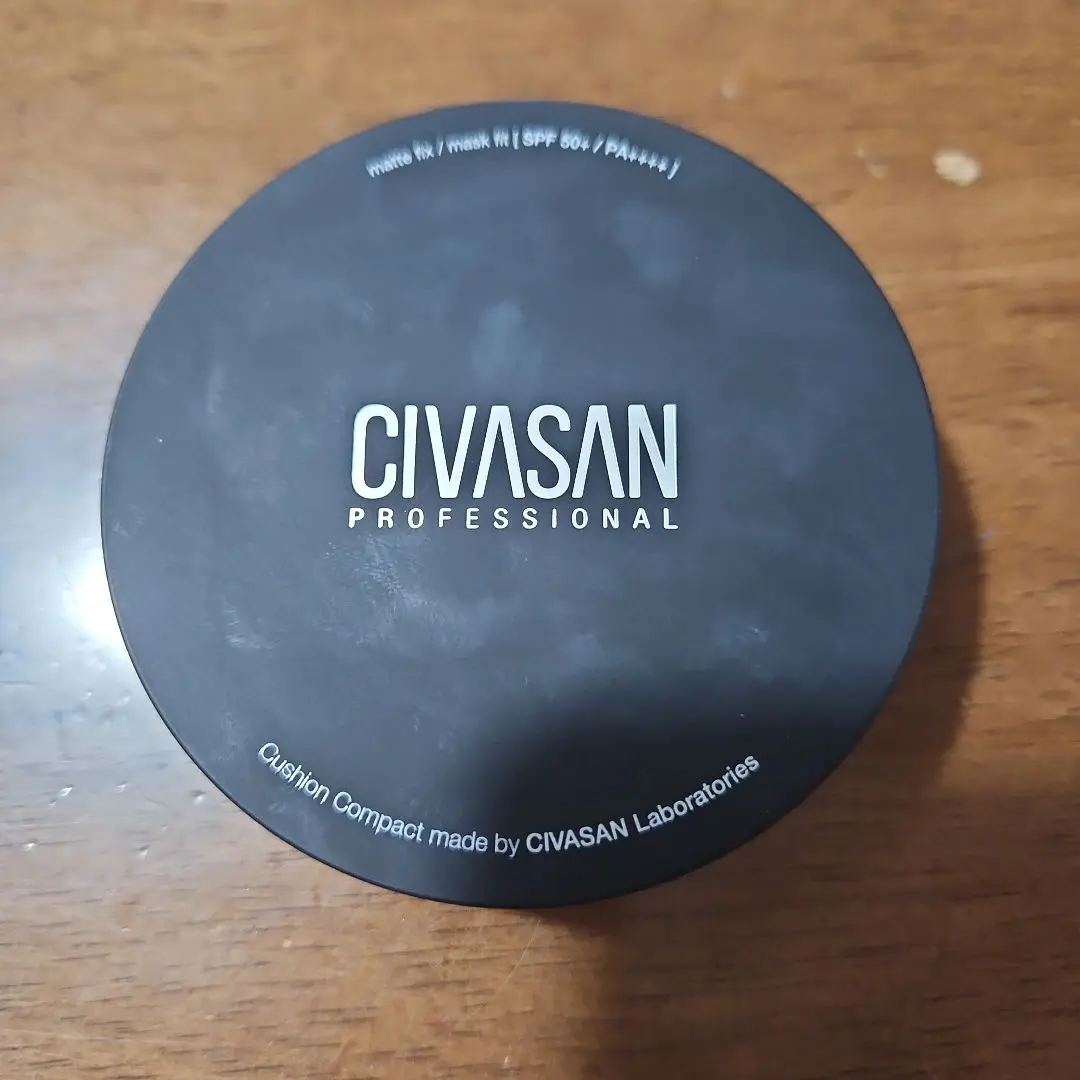 matte fix / mask fit [ SPF 50+ / PA++++ ]
CIVASAN
PROFESSIONAL
Cushion Compact made by CIVASAN Laboratories